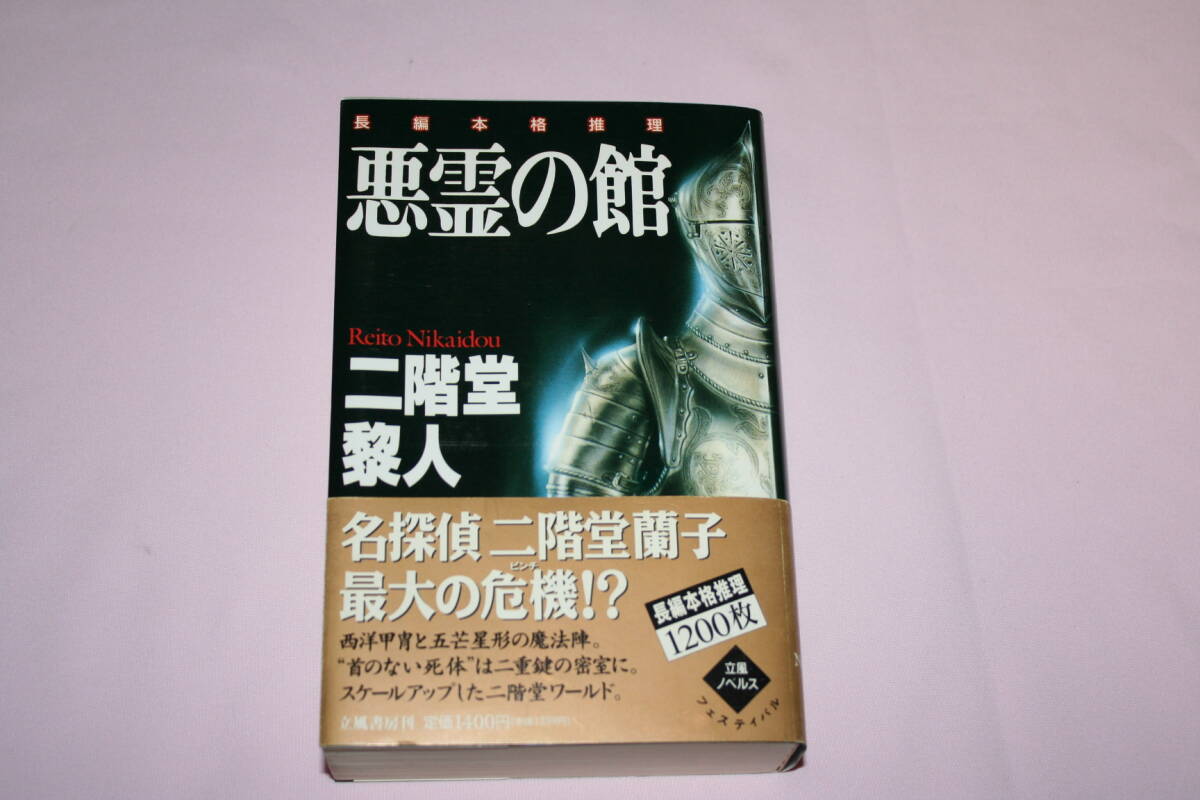 長編本格推理
悪霊の館
Reito Nikaidou
二階堂
黎人
名探偵 二階堂蘭子
ピンチ
最大の危機!?
長編本格推理
1200枚
西洋甲冑と五芒星形の魔法陣。
“首のない死体”は二重鍵の密室に。
スケールアップした二階堂ワールド。
立風
ノベルス
フェスティバル
立風書房刊 定価1400円